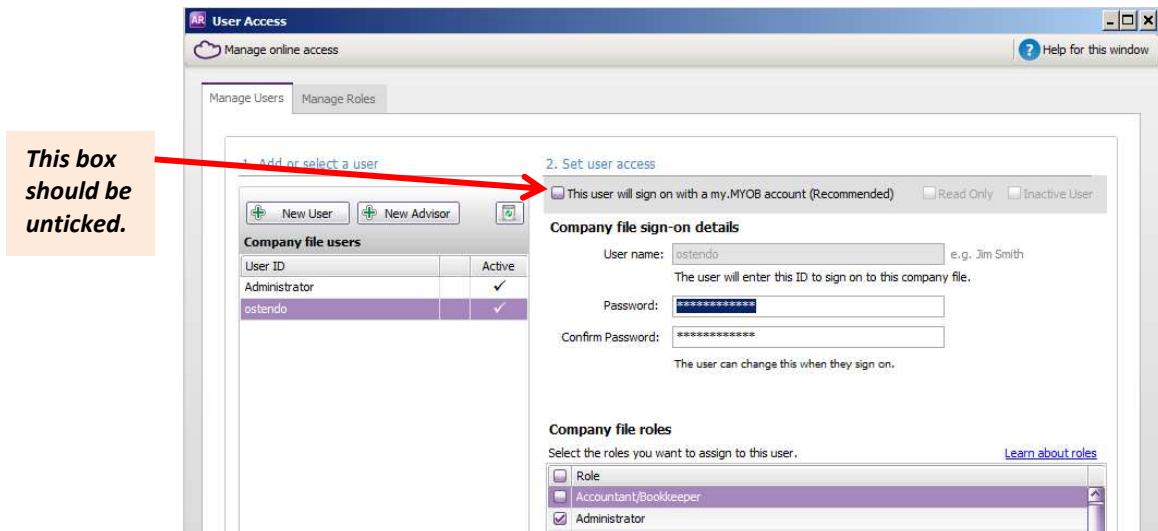 AR User Access
Manage online access
? Help for this window
Manage Users Manage Roles
This box
should be
unticked.
1. Add or select a user
New User New Advisor
Company file users
User ID Active
Administrator
ostendo
2. Set user access
This user will sign on with a my.MYOB account (Recommended) Read Only Inactive User
Company file sign-on details
User name: ostendo e.g. Jim Smith
The user will enter this ID to sign on to this company file.
Password: ************
Confirm Password: ************
The user can change this when they sign on.
Company file roles
Select the roles you want to assign to this user. Learn about roles
Role
Accountant/Bookkeeper
Administrator